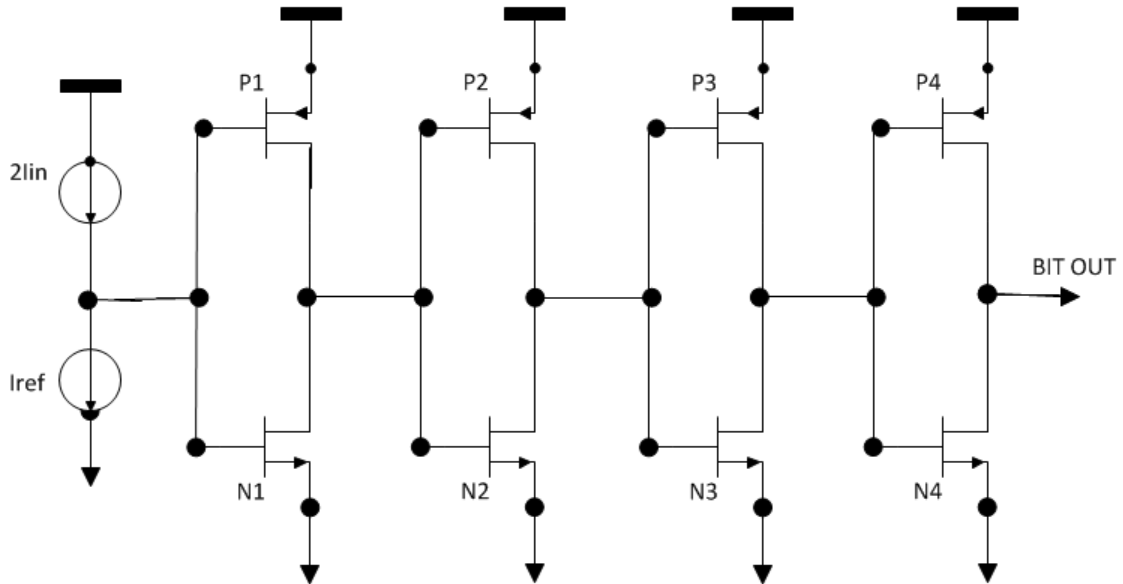 P1
P2
P3
P4
2Iin
BIT OUT
Iref
N1
N2
N3
N4